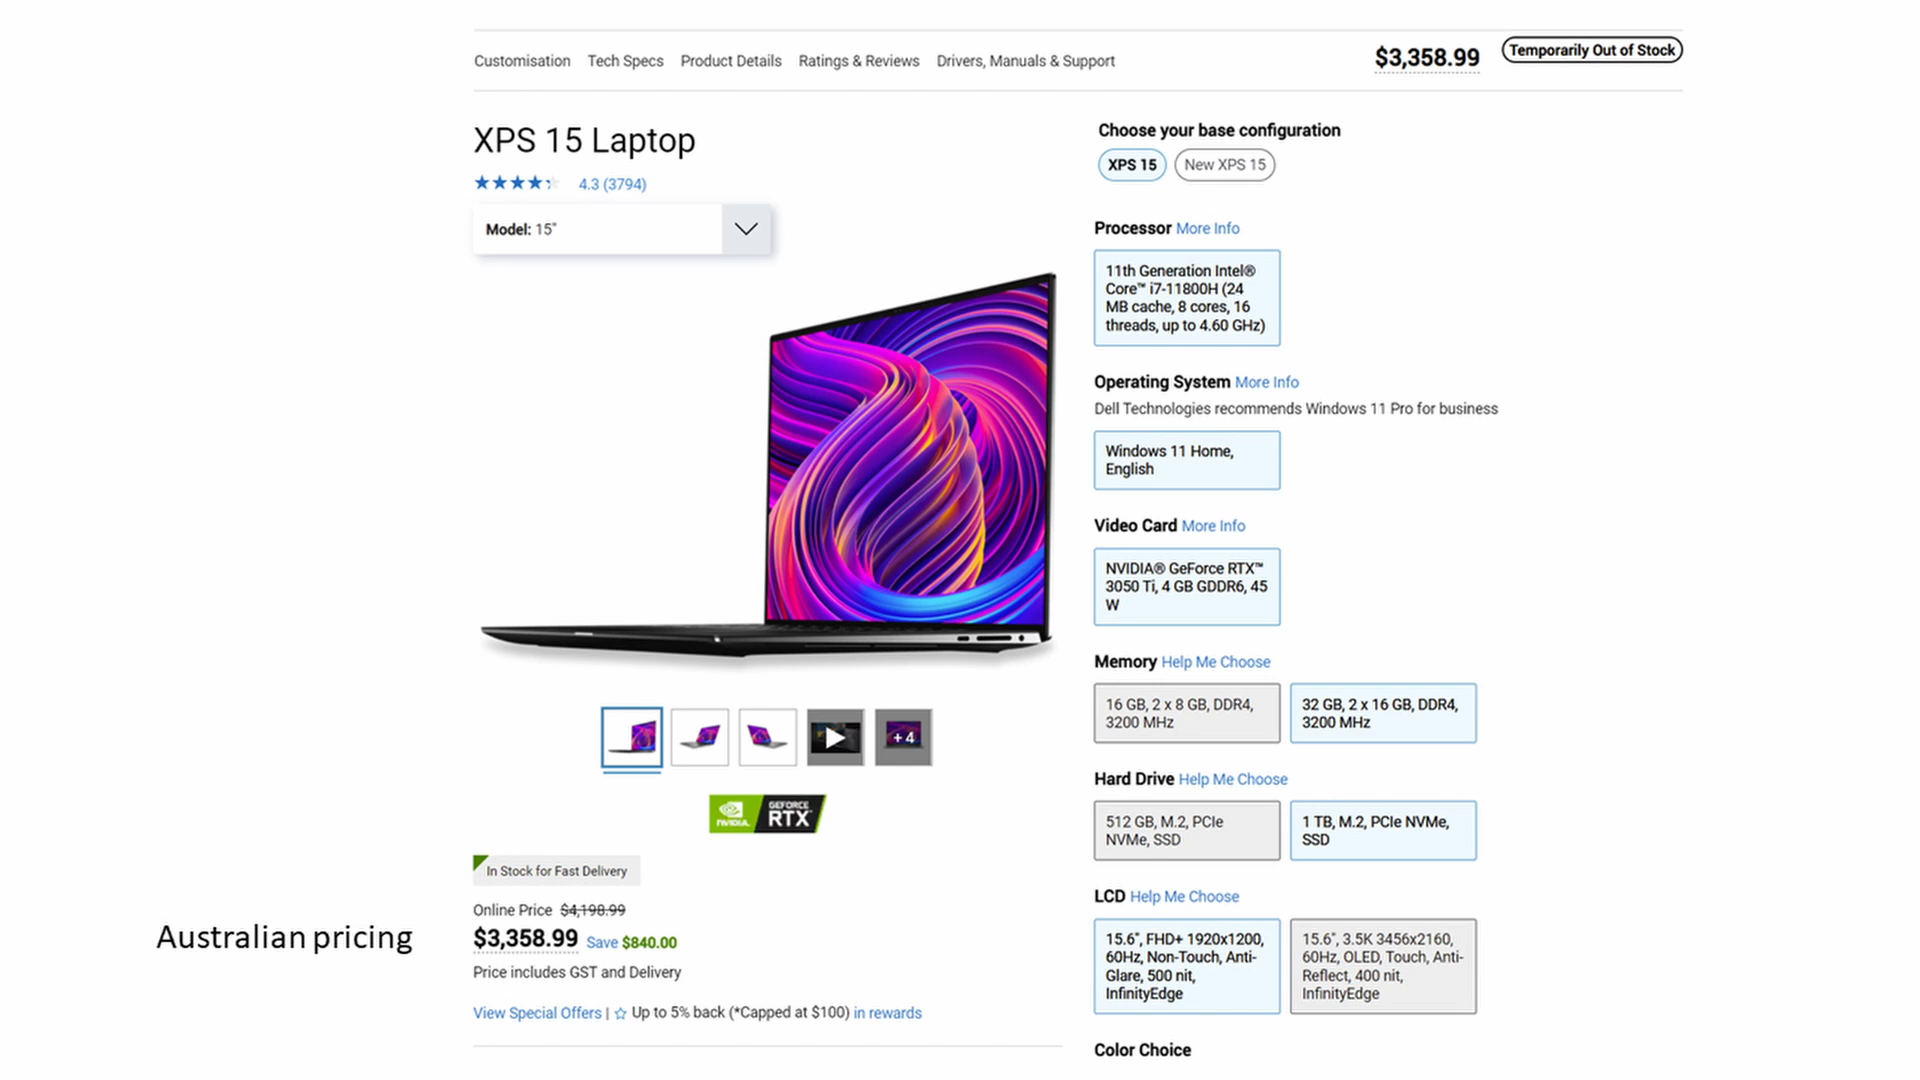 Customisation Tech Specs Product Details Ratings & Reviews Drivers, Manuals & Support
$3,358.99
Temporarily Out of Stock
XPS 15 Laptop
4.3 (3794)
Model: 15"
+4
NVIDIA. GEFORCE RTX
In Stock for Fast Delivery
Online Price $4,198.99
$3,358.99 Save $840.00
Price includes GST and Delivery
View Special Offers | ☆ Up to 5% back (*Capped at $100) in rewards
Australian pricing
Choose your base configuration
XPS 15
New XPS 15
Processor More Info
11th Generation Intel®
Core™ i7-11800H (24
MB cache, 8 cores, 16
threads, up to 4.60 GHz)
Operating System More Info
Dell Technologies recommends Windows 11 Pro for business
Windows 11 Home,
English
Video Card More Info
NVIDIA® GeForce RTX™
3050 Ti, 4 GB GDDR6, 45
W
Memory Help Me Choose
16 GB, 2 x 8 GB, DDR4,
3200 MHz
32 GB, 2 x 16 GB, DDR4,
3200 MHz
Hard Drive Help Me Choose
512 GB, M.2, PCIe
NVMe, SSD
1 TB, M.2, PCIe NVMe,
SSD
LCD Help Me Choose
15.6", FHD+ 1920x1200,
60Hz, Non-Touch, Anti-
Glare, 500 nit,
InfinityEdge
15.6", 3.5K 3456x2160,
60Hz, OLED, Touch, Anti-
Reflect, 400 nit,
InfinityEdge
Color Choice